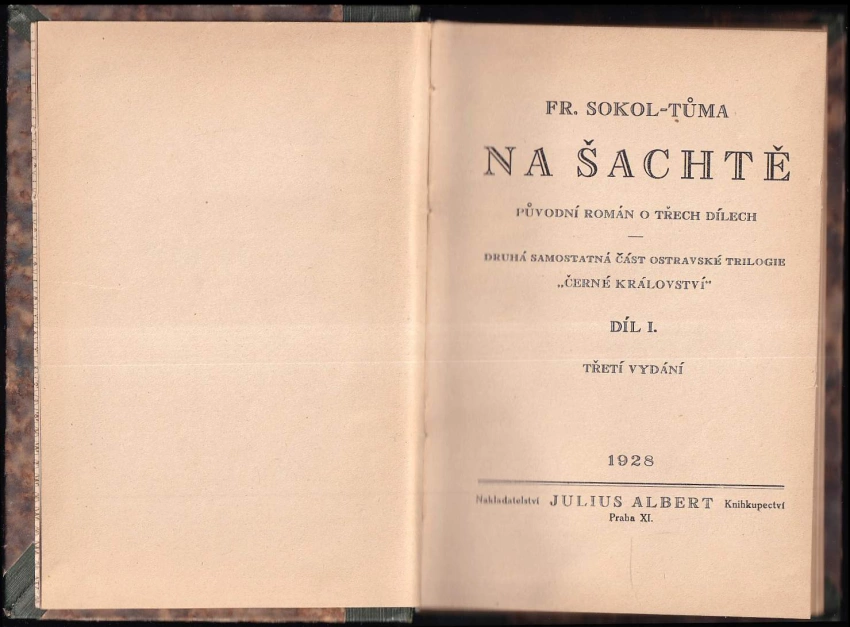 FR. SOKOL-TŮMA
NA ŠACHTĚ
PŮVODNÍ ROMÁN O TŘECH DÍLECH
DRUHÁ SAMOSTATNÁ ČÁST OSTRAVSKÉ TRILOGIE
„ČERNÉ KRÁLOVSTVÍ“
DÍL I.
TŘETÍ VYDÁNÍ
1928
Nakladatelství JULIUS ALBERT Knihkupectví
Praha XI.